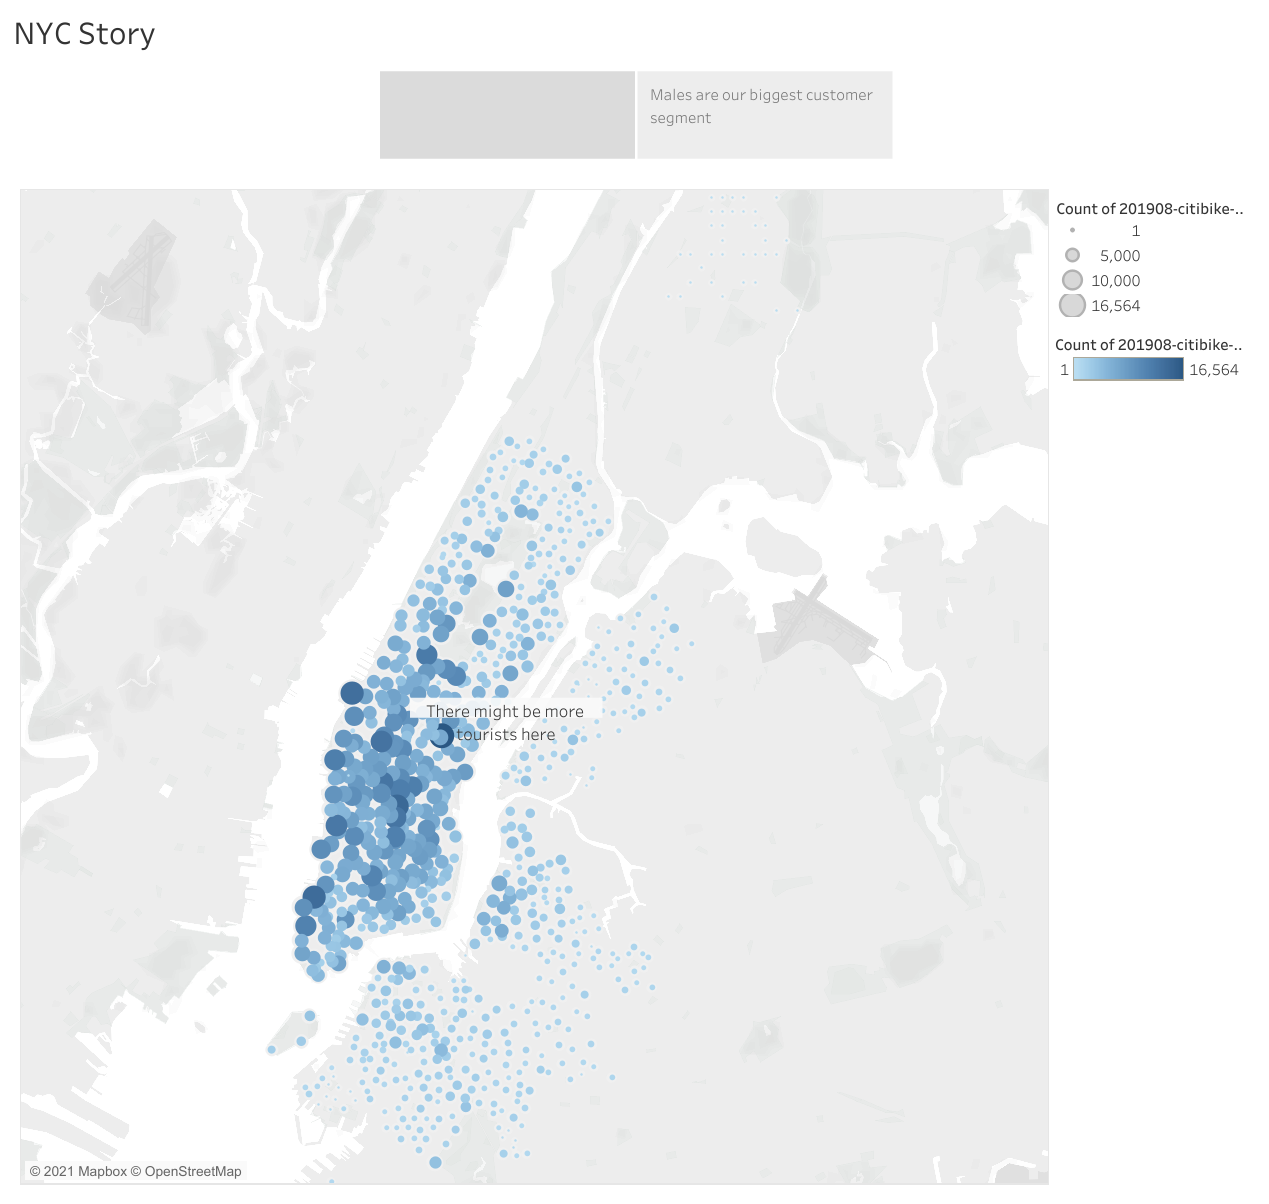 NYC Story
Males are our biggest customer
segment
Count of 201908-citibike-..
1
5,000
10,000
16,564
Count of 201908-citibike-..
1 16,564
There might be more
tourists here
© 2021 Mapbox © OpenStreetMap